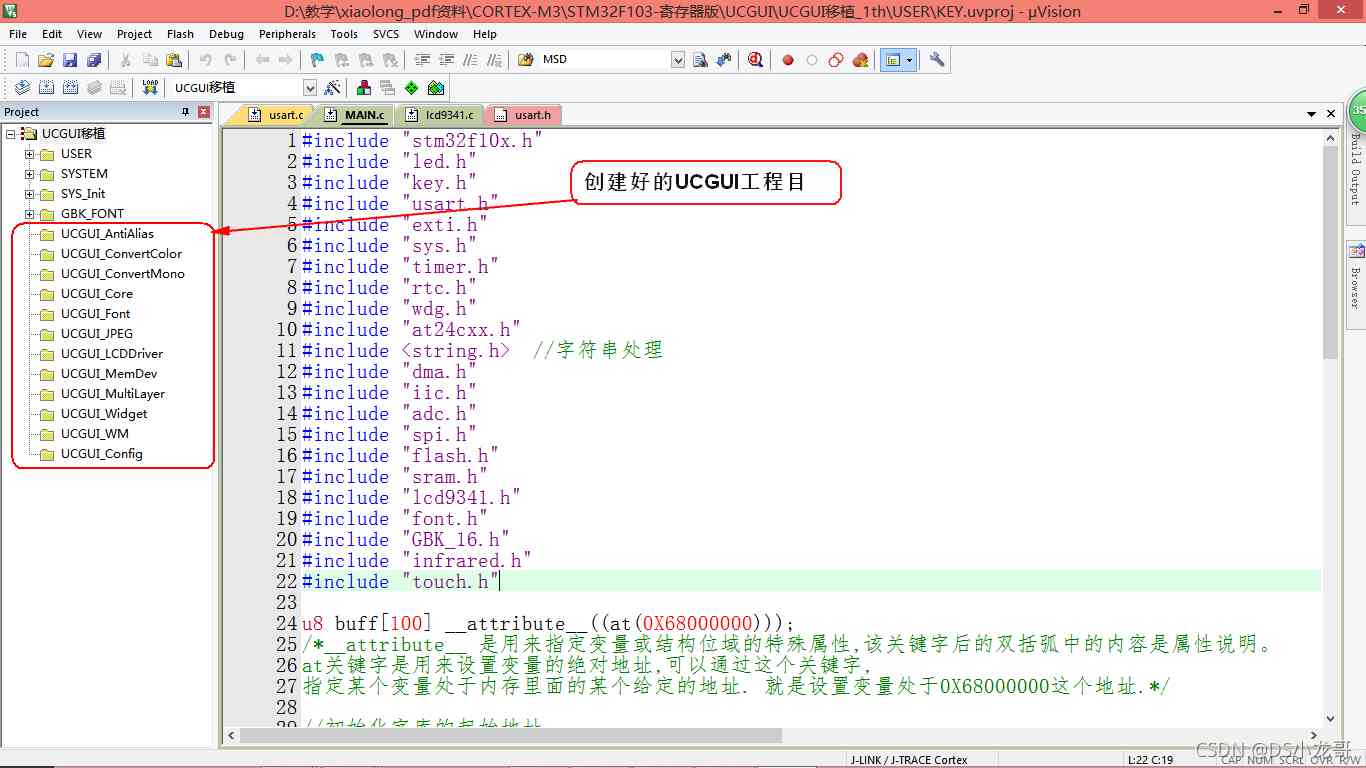 D:\教学\xiaolong_pdf资料\CORTEX-M3\STM32F103-寄存器版\UCGUI\UCGUI移植_1th\USER\KEY.uvproj - µVision
File Edit View Project Flash Debug Peripherals Tools SVCS Window Help
MSD
LOAD UCGUI移植
Project
usart.c MAIN.c lcd9341.c usart.h
UCGUI移植
USER
SYSTEM
SYS_Init
GBK_FONT
UCGUI_AntiAlias
UCGUI_ConvertColor
UCGUI_ConvertMono
UCGUI_Core
UCGUI_Font
UCGUI_JPEG
UCGUI_LCDDriver
UCGUI_MemDev
UCGUI_MultiLayer
UCGUI_Widget
UCGUI_WM
UCGUI_Config
创建好的UCGUI工程目
1 #include "stm32f10x.h"
2 #include "led.h"
3 #include "key.h"
4 #include "usart.h"
5 #include "exti.h"
6 #include "sys.h"
7 #include "timer.h"
8 #include "rtc.h"
9 #include "wdg.h"
10 #include "at24cxx.h"
11 #include <string.h> //字符串处理
12 #include "dma.h"
13 #include "iic.h"
14 #include "adc.h"
15 #include "spi.h"
16 #include "flash.h"
17 #include "sram.h"
18 #include "lcd9341.h"
19 #include "font.h"
20 #include "GBK_16.h"
21 #include "infrared.h"
22 #include "touch.h"
23
24 u8 buff[100] __attribute__((at(0X68000000)));
25 /*__attribute__ 是用来指定变量或结构位域的特殊属性,该关键字后的双括弧中的内容是属性说明。
26 at关键字是用来设置变量的绝对地址,可以通过这个关键字,
27 指定某个变量处于内存里面的某个给定的地址. 就是设置变量处于0X68000000这个地址.*/
28
29 //初始化字库的起始地址
35
Build Output
Browser
J-LINK / J-TRACE Cortex
L:22 C:19
CAP NUM SCRL OVR R/W
CSDN @DS小龙哥